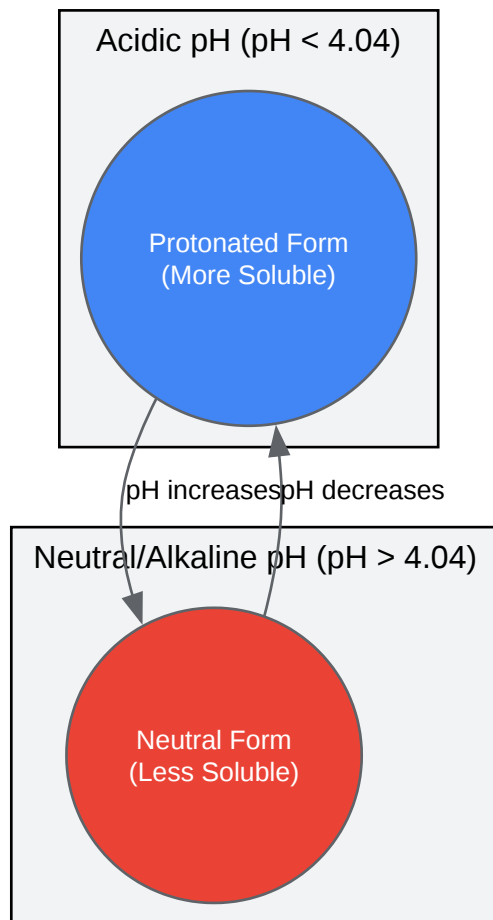 Acidic pH (pH < 4.04)
Protonated Form
(More Soluble)
pH increases
pH decreases
Neutral/Alkaline pH (pH > 4.04)
Neutral Form
(Less Soluble)